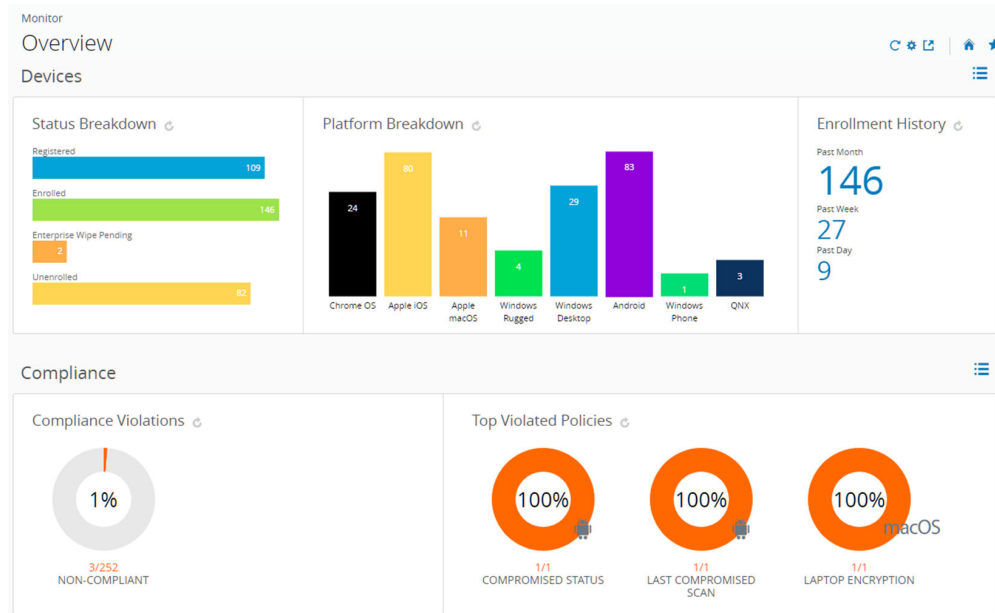 Monitor
Overview
Devices
Status Breakdown
Registered
109
Enrolled
146
Enterprise Wipe Pending
2
Unenrolled
82
Platform Breakdown
24
80
11
4
29
83
1
3
Chrome OS
Apple iOS
Apple
macOS
Windows
Rugged
Windows
Desktop
Android
Windows
Phone
QNX
Enrollment History
Past Month
146
Past Week
27
Past Day
9
Compliance
Compliance Violations
1%
3/252
NON-COMPLIANT
Top Violated Policies
100%
1/1
COMPROMISED STATUS
100%
1/1
LAST COMPROMISED
SCAN
100%
macOS
1/1
LAPTOP ENCRYPTION